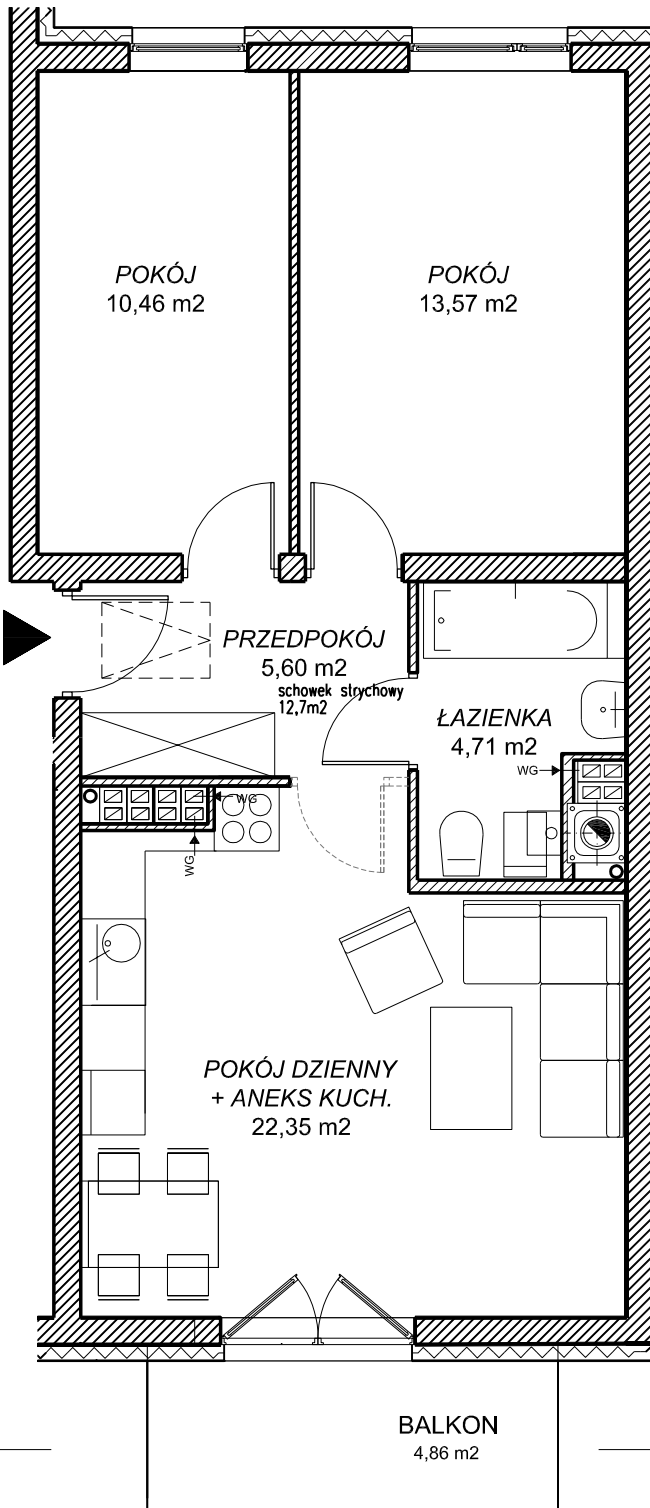 POKÓJ
10,46 m2
POKÓJ
13,57 m2
PRZEDPOKÓJ
5,60 m2
schowek strychowy
12,7m2
ŁAZIENKA
4,71 m2
WG
WG
WG
POKÓJ DZIENNY
+ ANEKS KUCH.
22,35 m2
BALKON
4,86 m2